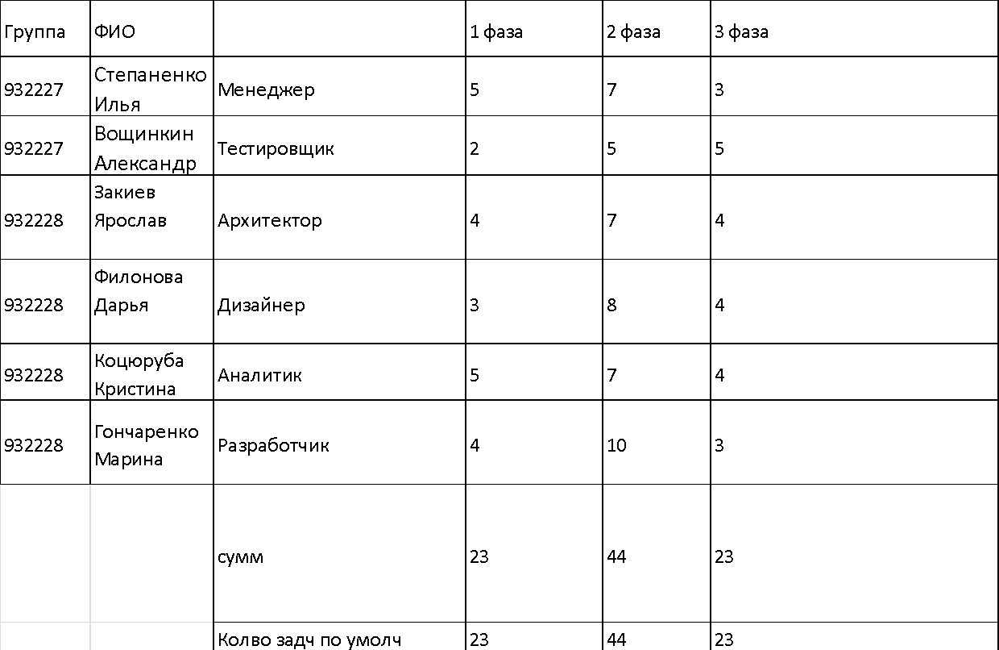 Группа ФИО 1 фаза 2 фаза 3 фаза
932227 Степаненко Илья Менеджер 5 7 3
932227 Вощинкин Александр Тестировщик 2 5 5
932228 Закиев Ярослав Архитектор 4 7 4
932228 Филонова Дарья Дизайнер 3 8 4
932228 Коцюруба Кристина Аналитик 5 7 4
932228 Гончаренко Марина Разработчик 4 10 3
сумм 23 44 23
Колво задч по умолч 23 44 23